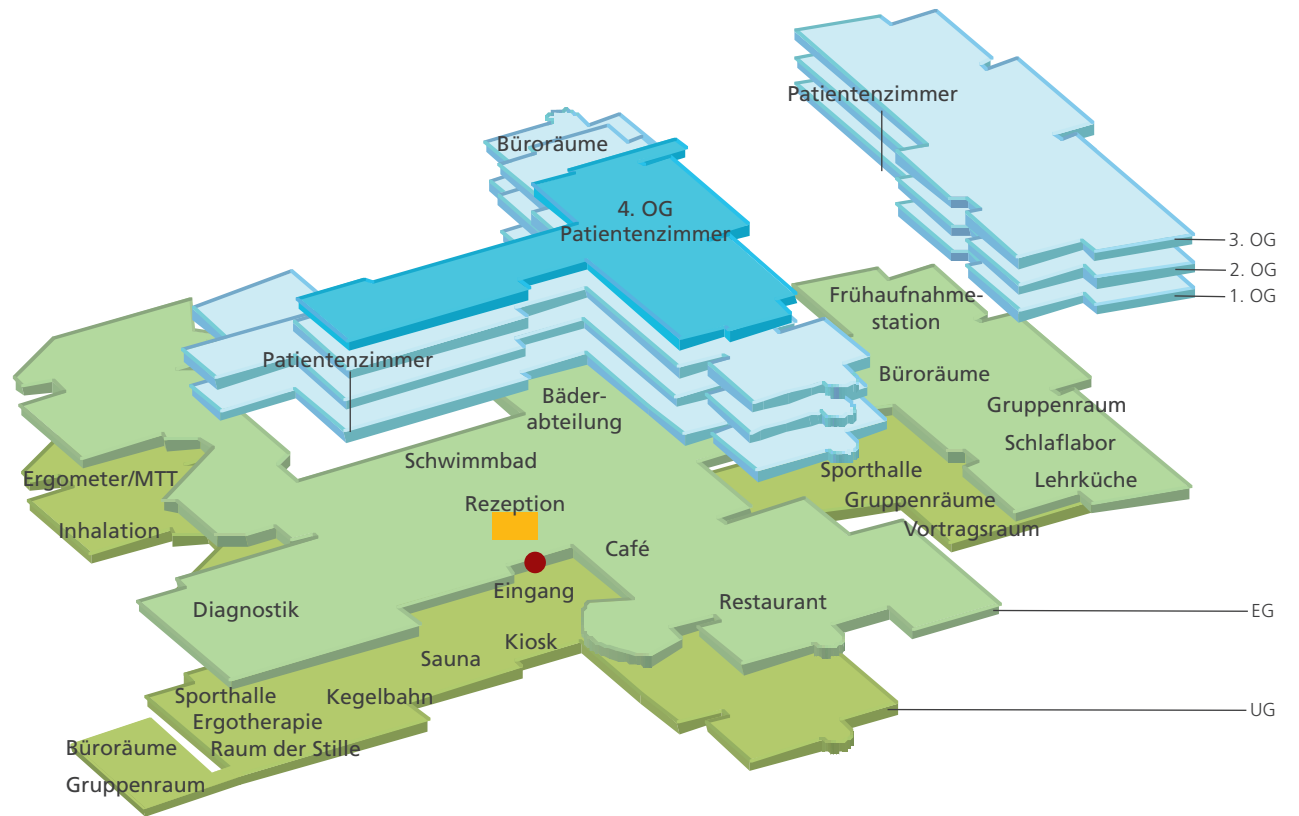 Patientenzimmer
Büroräume
4. OG
Patientenzimmer
3. OG
2. OG
1. OG
Frühaufnahme-
station
Patientenzimmer
Büroräume
Bäder-
abteilung
Gruppenraum
Schlaflabor
Schwimmbad
Sporthalle
Lehrküche
Ergometer/MTT
Gruppenräume
Rezeption
Vortragsraum
Inhalation
Café
Eingang
Restaurant
Diagnostik
EG
Kiosk
Sauna
Sporthalle
Kegelbahn
UG
Ergotherapie
Büroräume
Raum der Stille
Gruppenraum